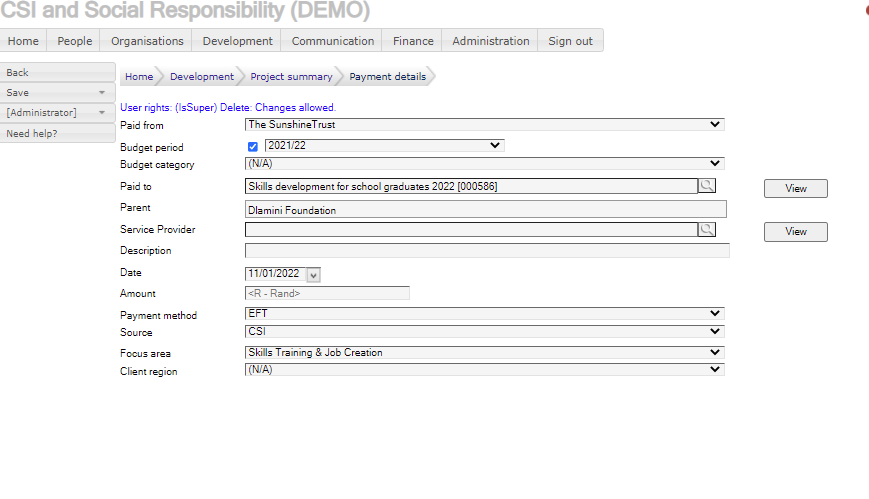 CSI and Social Responsibility (DEMO)
Home People Organisations Development Communication Finance Administration Sign out
Back
Save
[Administrator]
Need help?
Home Development Project summary Payment details
User rights: (IsSuper) Delete: Changes allowed.
Paid from The SunshineTrust
Budget period 2021/22
Budget category (N/A)
Paid to Skills development for school graduates 2022 [000586] View
Parent Dlamini Foundation
Service Provider View
Description
Date 11/01/2022
Amount <R - Rand>
Payment method EFT
Source CSI
Focus area Skills Training & Job Creation
Client region (N/A)